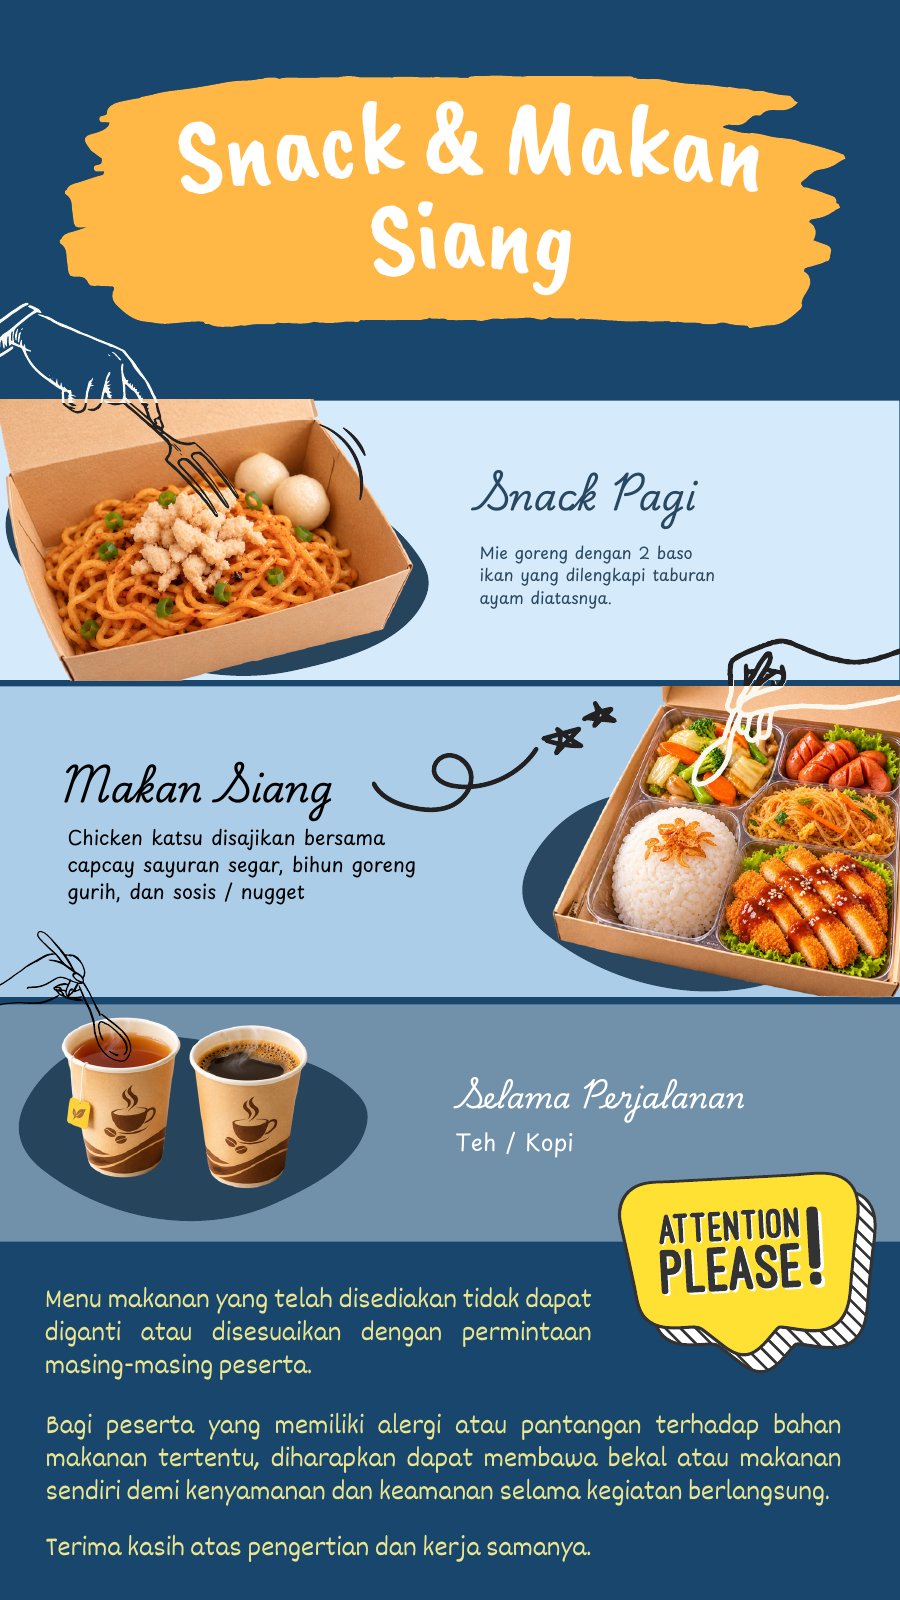 Snack & Makan
Siang
Snack Pagi
Mie goreng dengan 2 baso
ikan yang dilengkapi taburan
ayam diatasnya.
Makan Siang
Chicken katsu disajikan bersama
capcay sayuran segar, bihun goreng
gurih, dan sosis / nugget
Selama Perjalanan
Teh / Kopi
ATTENTION
PLEASE!
Menu makanan yang telah disediakan tidak dapat
diganti atau disesuaikan dengan permintaan
masing-masing peserta.
Bagi peserta yang memiliki alergi atau pantangan terhadap bahan
makanan tertentu, diharapkan dapat membawa bekal atau makanan
sendiri demi kenyamanan dan keamanan selama kegiatan berlangsung.
Terima kasih atas pengertian dan kerja samanya.